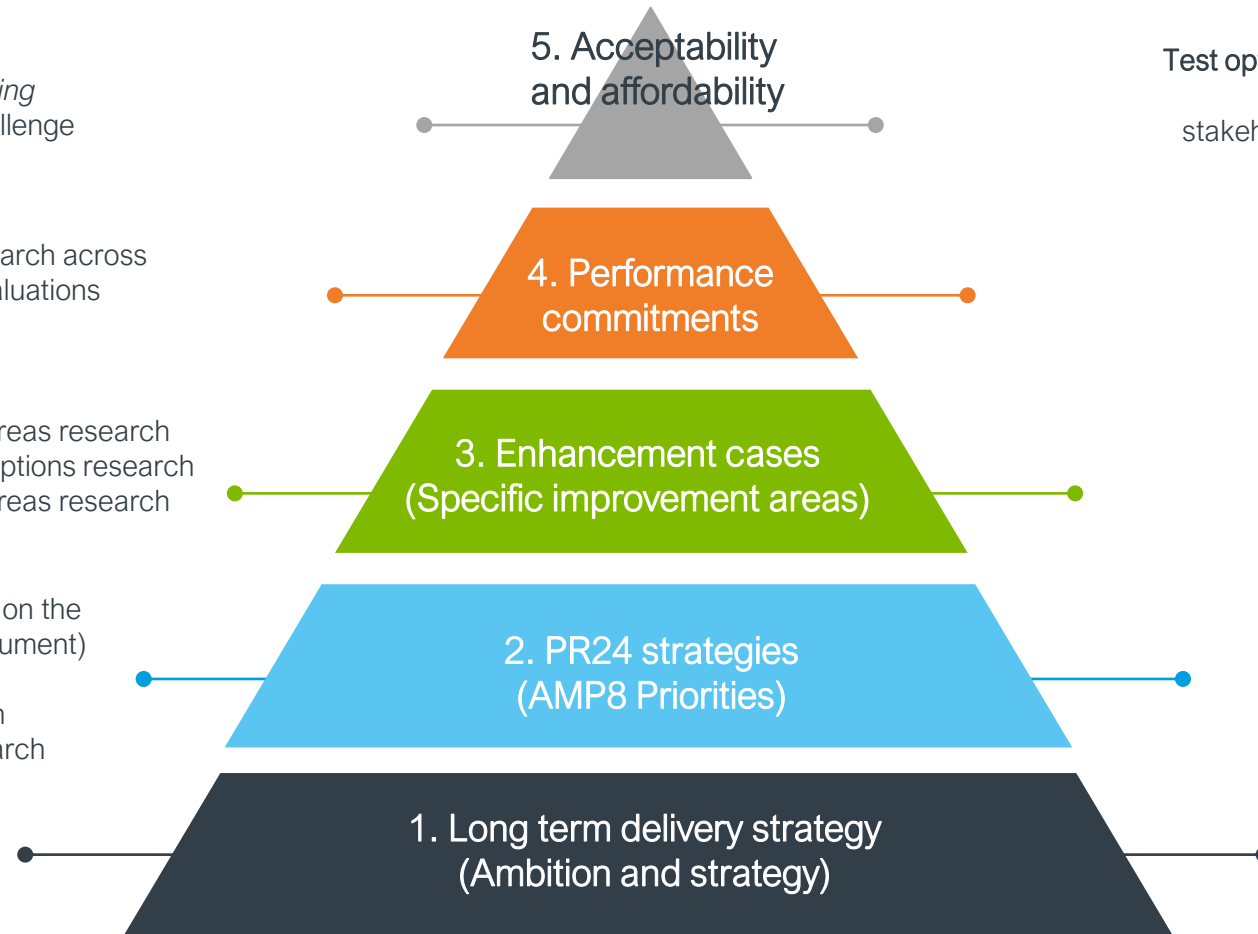 5. Acceptability
and affordability
Test
ing
llenge
arch across
aluations
4. Performance
commitments
reas research
ptions research
reas research
3. Enhancement cases
(Specific improvement areas)
on the
ument)
arch
2. PR24 strategies
(AMP8 Priorities)
1. Long term delivery strategy
(Ambition and strategy)